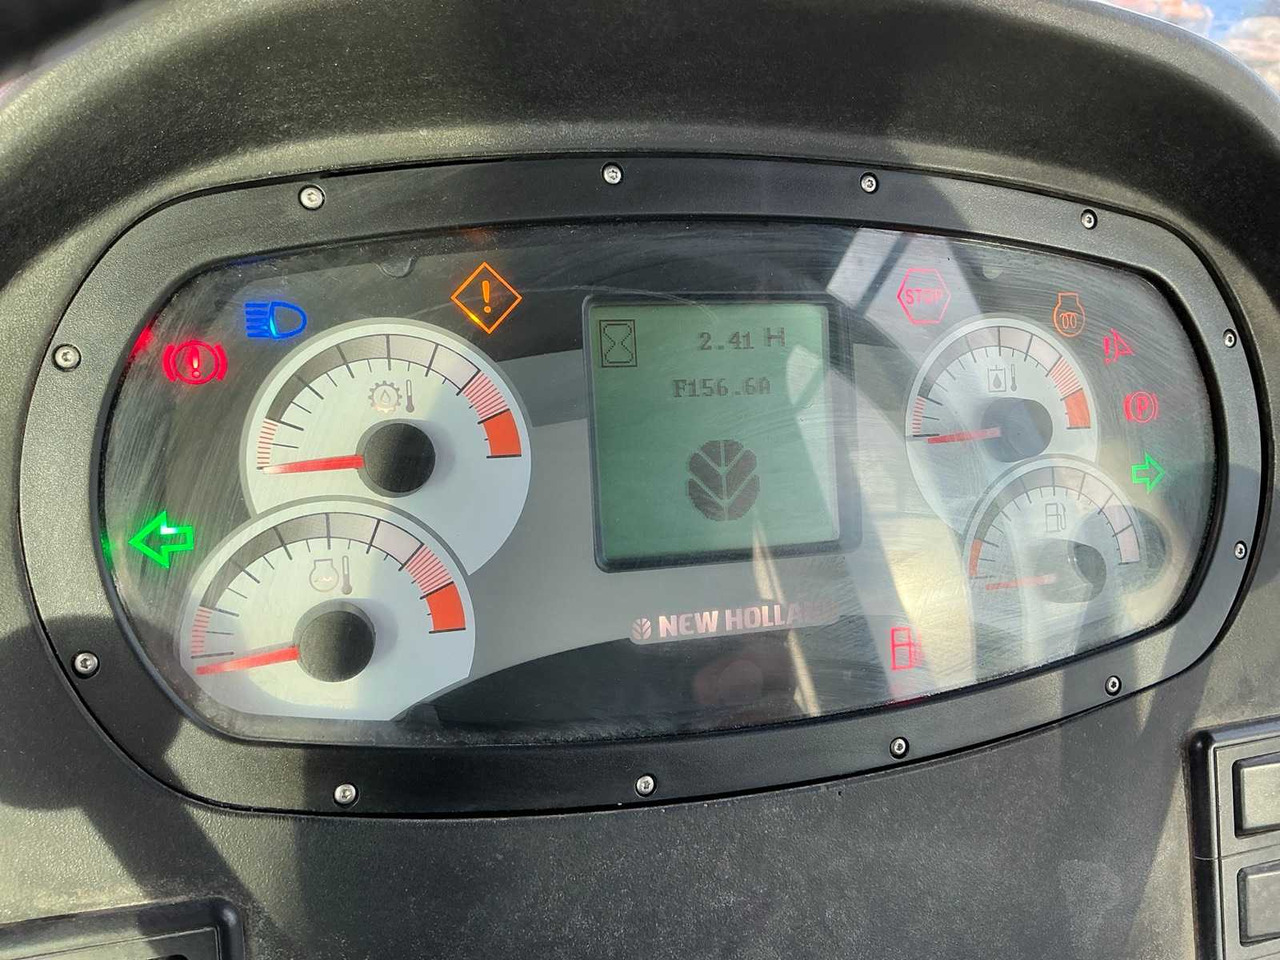 STOP
2.41 H
F156.6A
P
NEW HOLLAND